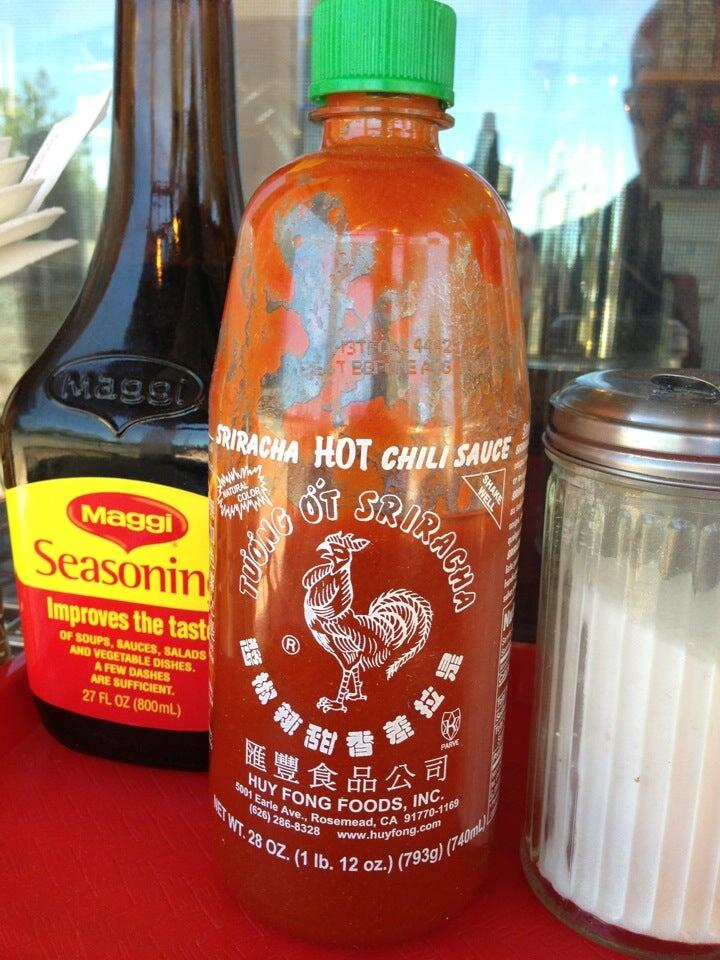 Maggi
Maggi
Seasonin
Improves the tast
OF SOUPS, SAUCES, SALADS
AND VEGETABLE DISHES.
A FEW DASHES
ARE SUFFICIENT.
27 FL OZ (800mL)
SRIRACHA HOT CHILI SAUCE
NATURAL COLOR
SHAKE WELL
TƯƠNG ỚT SRIRACHA
®
PARVE
匯豐食品公司
HUY FONG FOODS, INC.
5001 Earle Ave., Rosemead, CA 91770-1169
(626) 286-8328 www.huyfong.com
NET WT. 28 OZ. (1 lb. 12 oz.) (793g) (740mL)